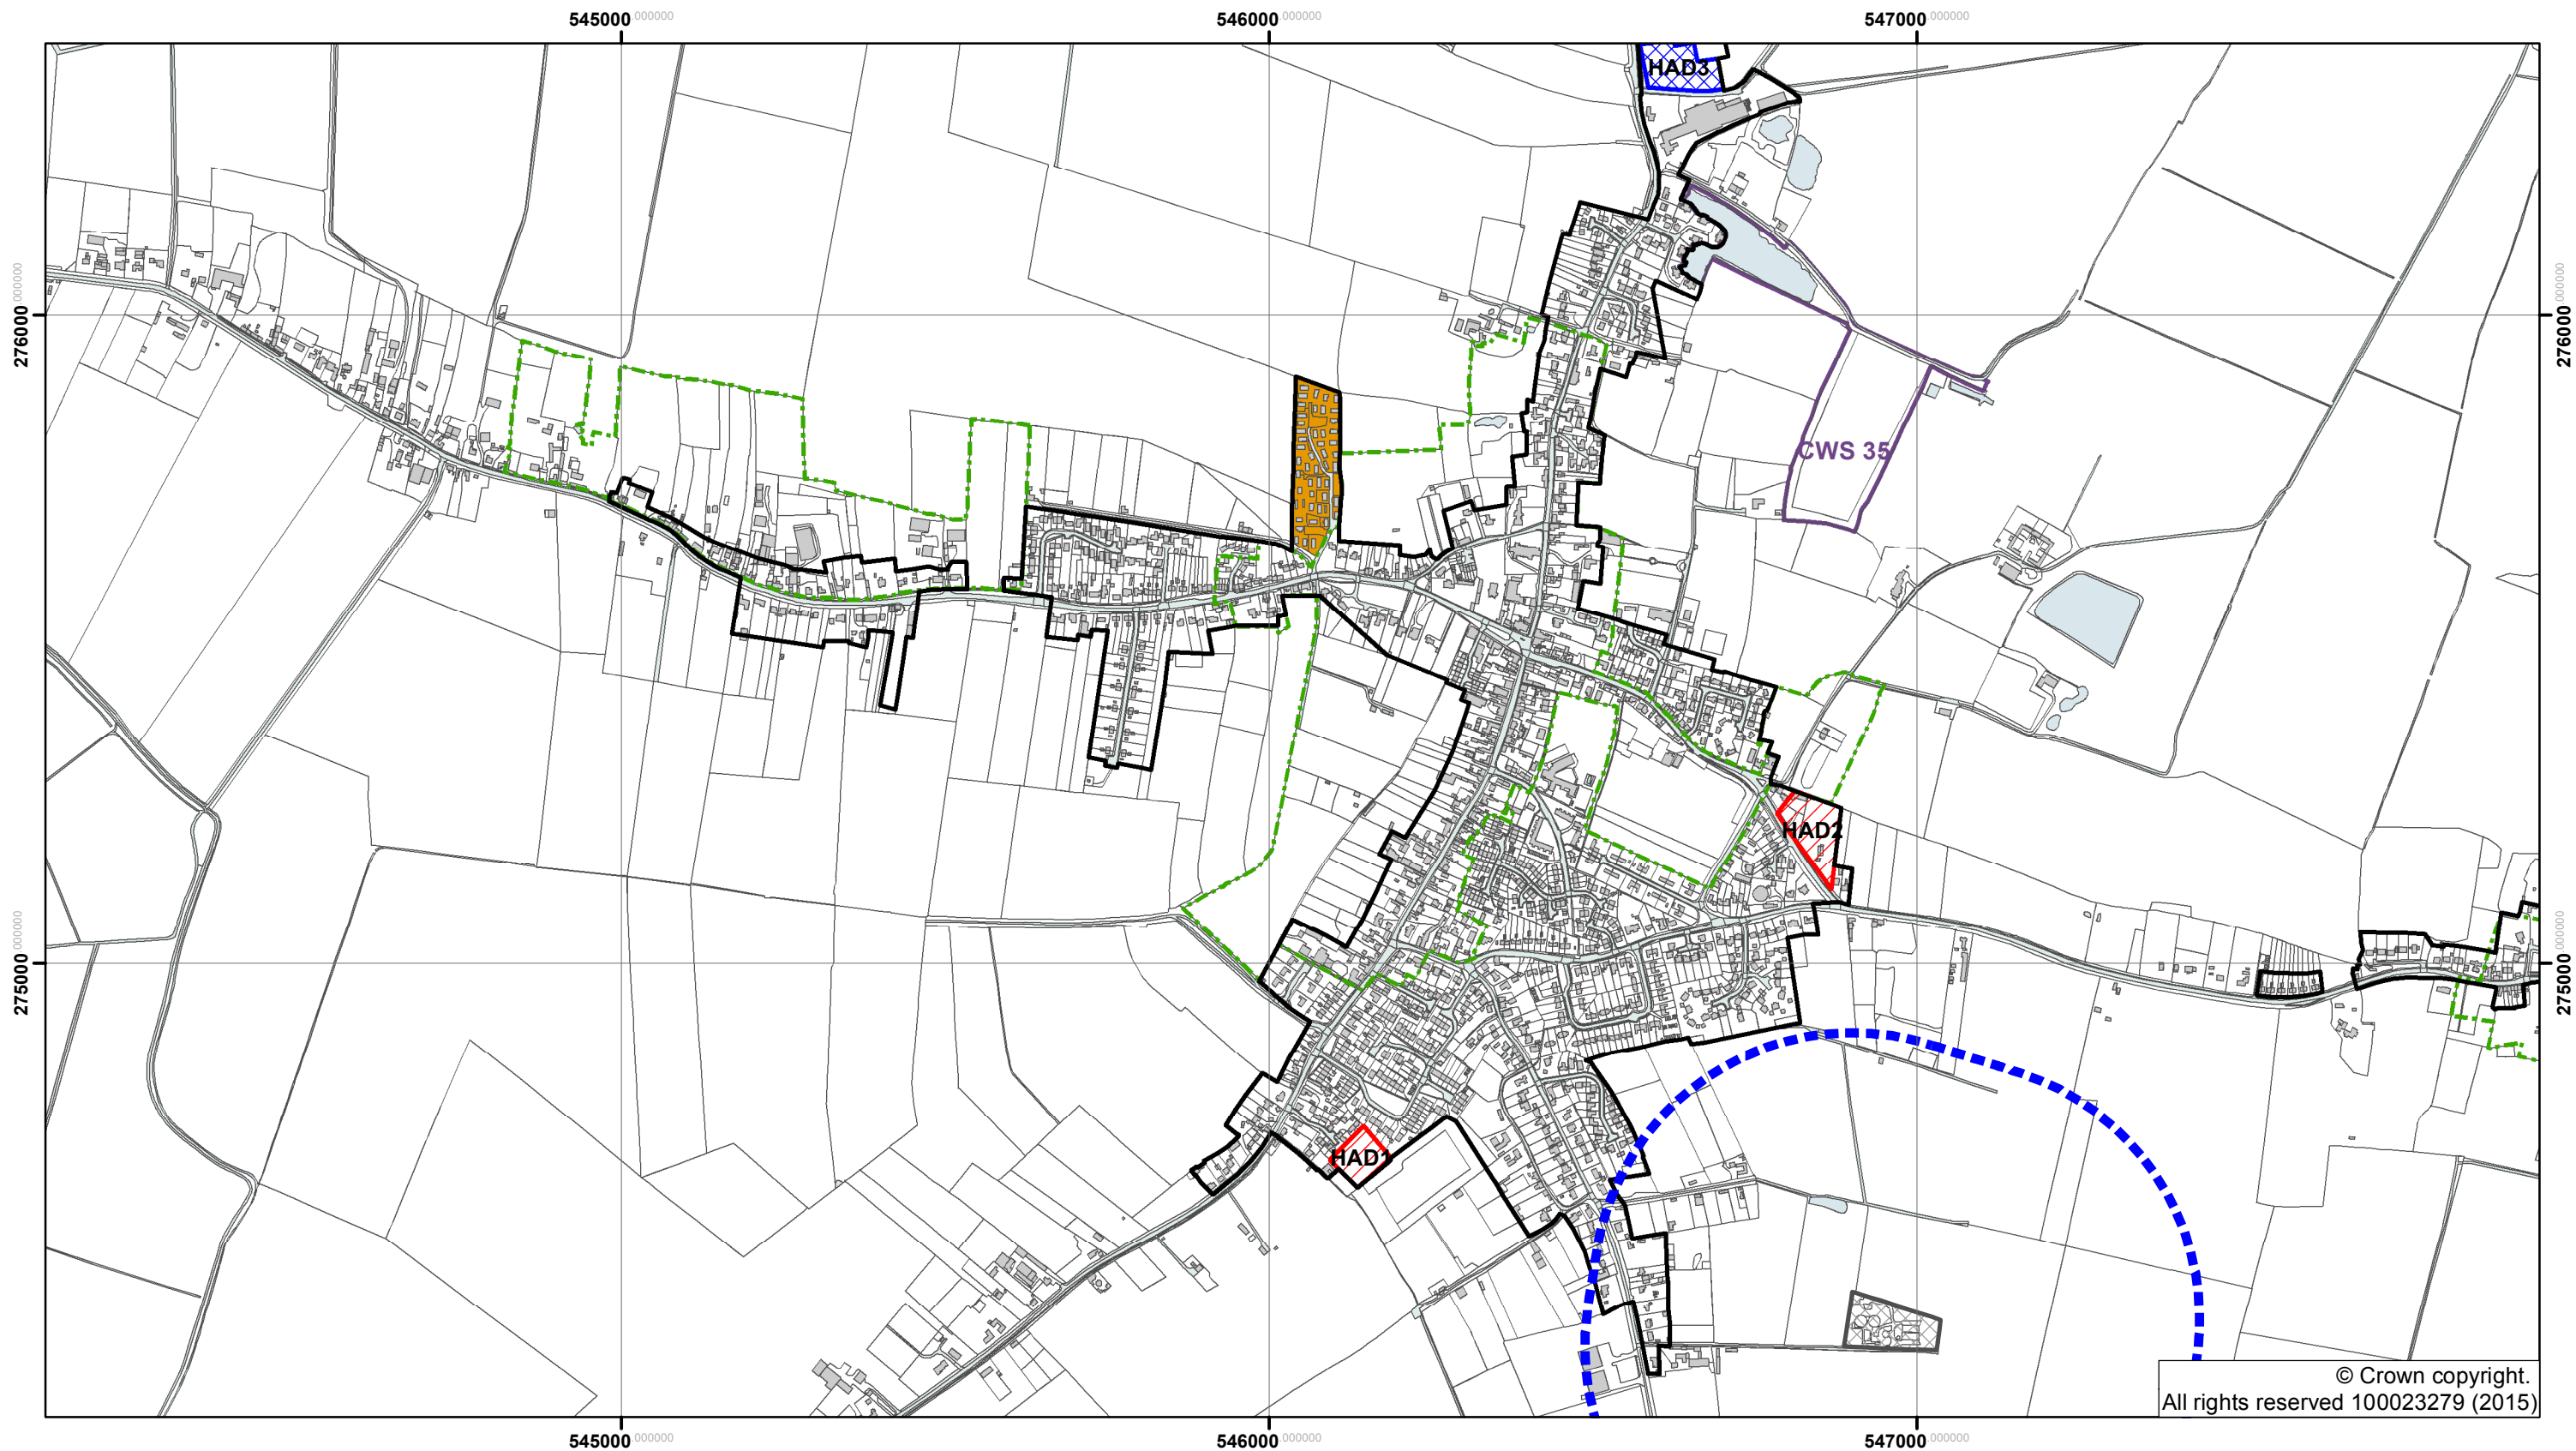 545000.000000 546000.000000 547000.000000
HAD3
276000.000000 276000.000000
CWS 35
HAD2
275000.000000 275000.000000
HAD1
© Crown copyright.
All rights reserved 100023279 (2015)
545000.000000 546000.000000 547000.000000